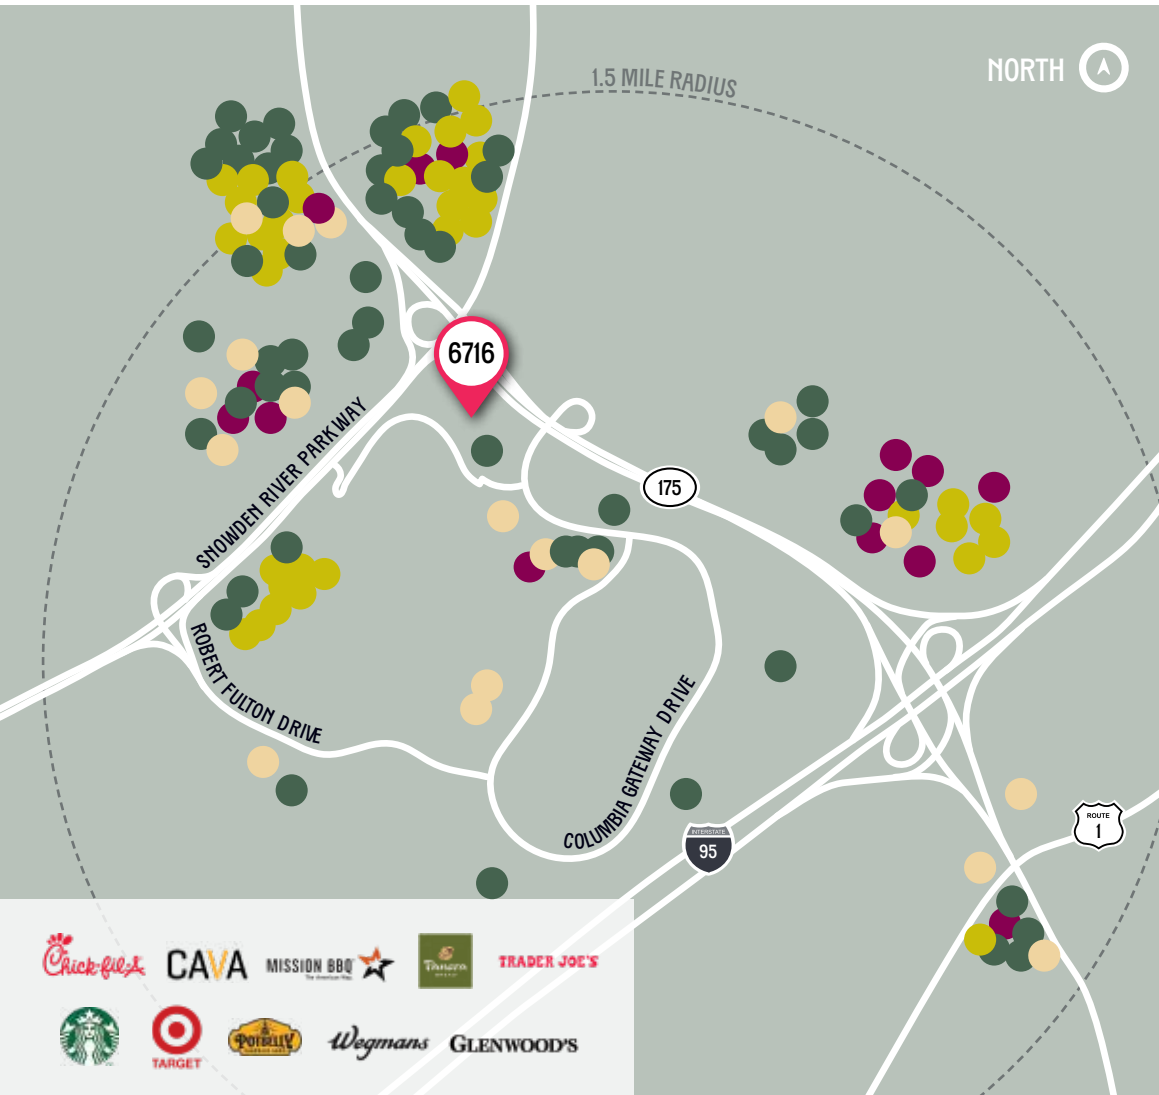 1.5 MILE RADIUS
NORTH
6716
SNOWDEN RIVER PARKWAY
175
ROBERT FULTON DRIVE
COLUMBIA GATEWAY DRIVE
INTERSTATE
95
ROUTE
1
Chick-fil-A
CAVA
MISSION BBQ
The American Way.
Panera
BREAD
TRADER JOE'S
TARGET
POTBELLY
Wegmans
GLENWOOD'S